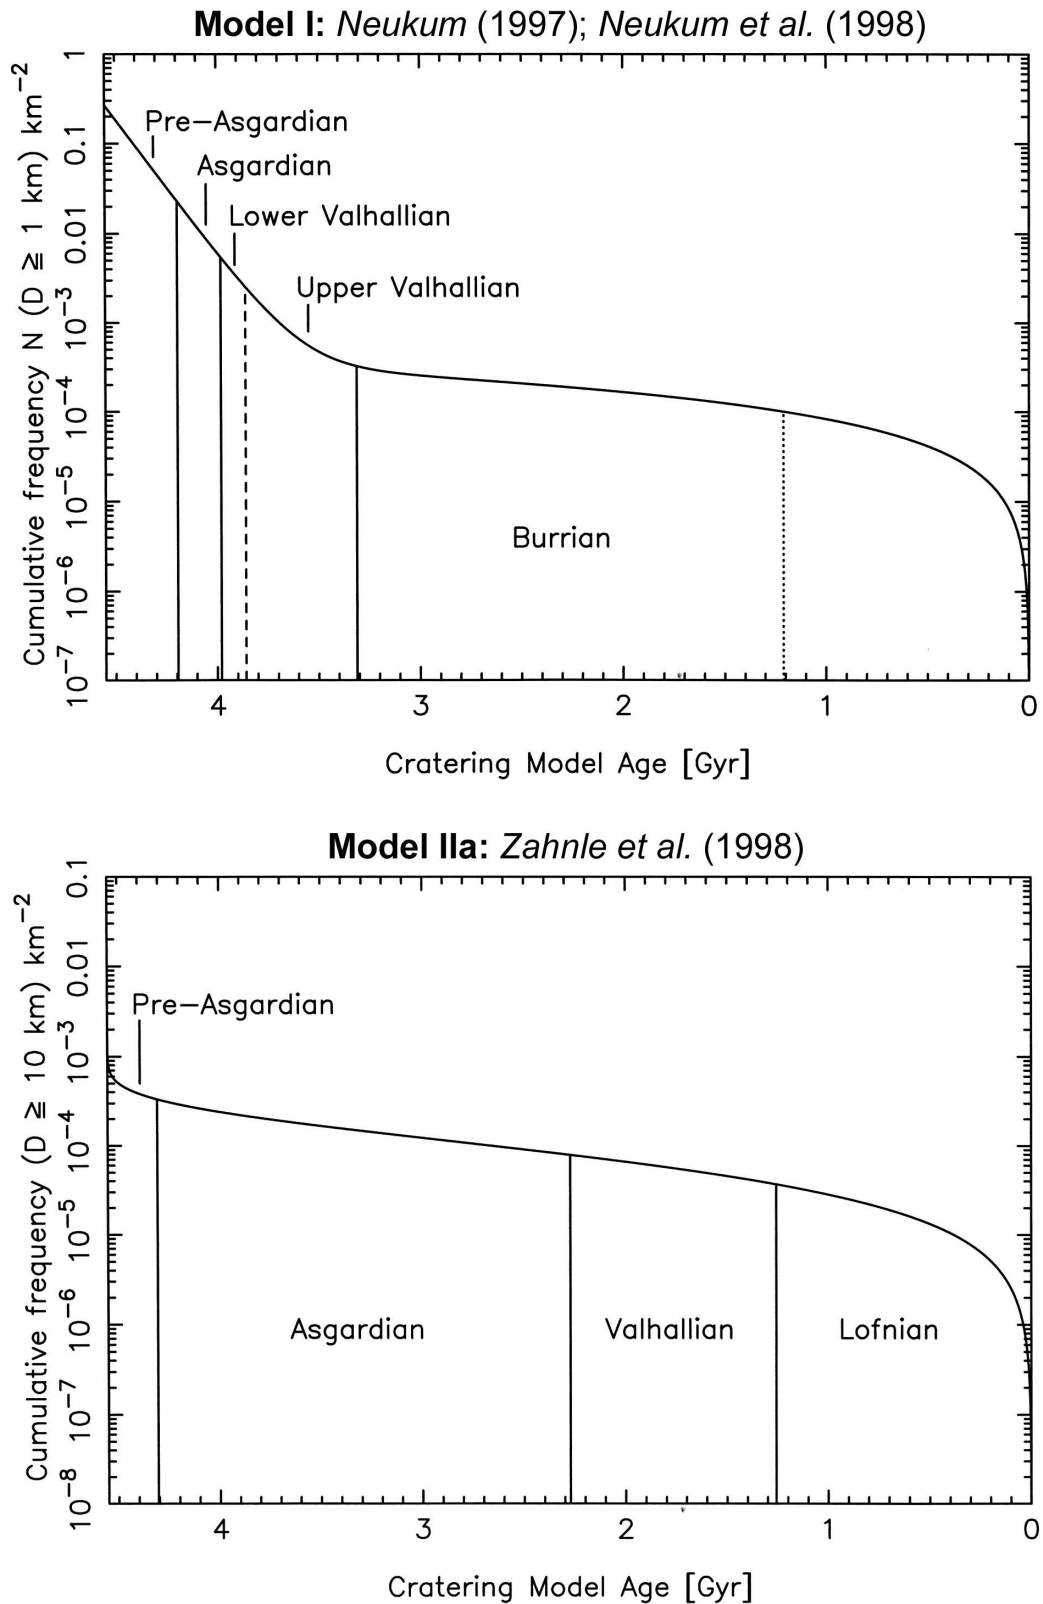 Model I: Neukum (1997); Neukum et al. (1998)
Cumulative frequency N (D ≧ 1 km) km−2
1
0.1
0.01
10−3
10−4
10−5
10−6
10−7
Pre−Asgardian
Asgardian
Lower Valhallian
Upper Valhallian
Burrian
4 3 2 1 0
Cratering Model Age [Gyr]
Model IIa: Zahnle et al. (1998)
Cumulative frequency (D ≧ 10 km) km−2
0.1
0.01
10−3
10−4
10−5
10−6
10−7
10−8
Pre−Asgardian
Asgardian Valhallian Lofnian
4 3 2 1 0
Cratering Model Age [Gyr]